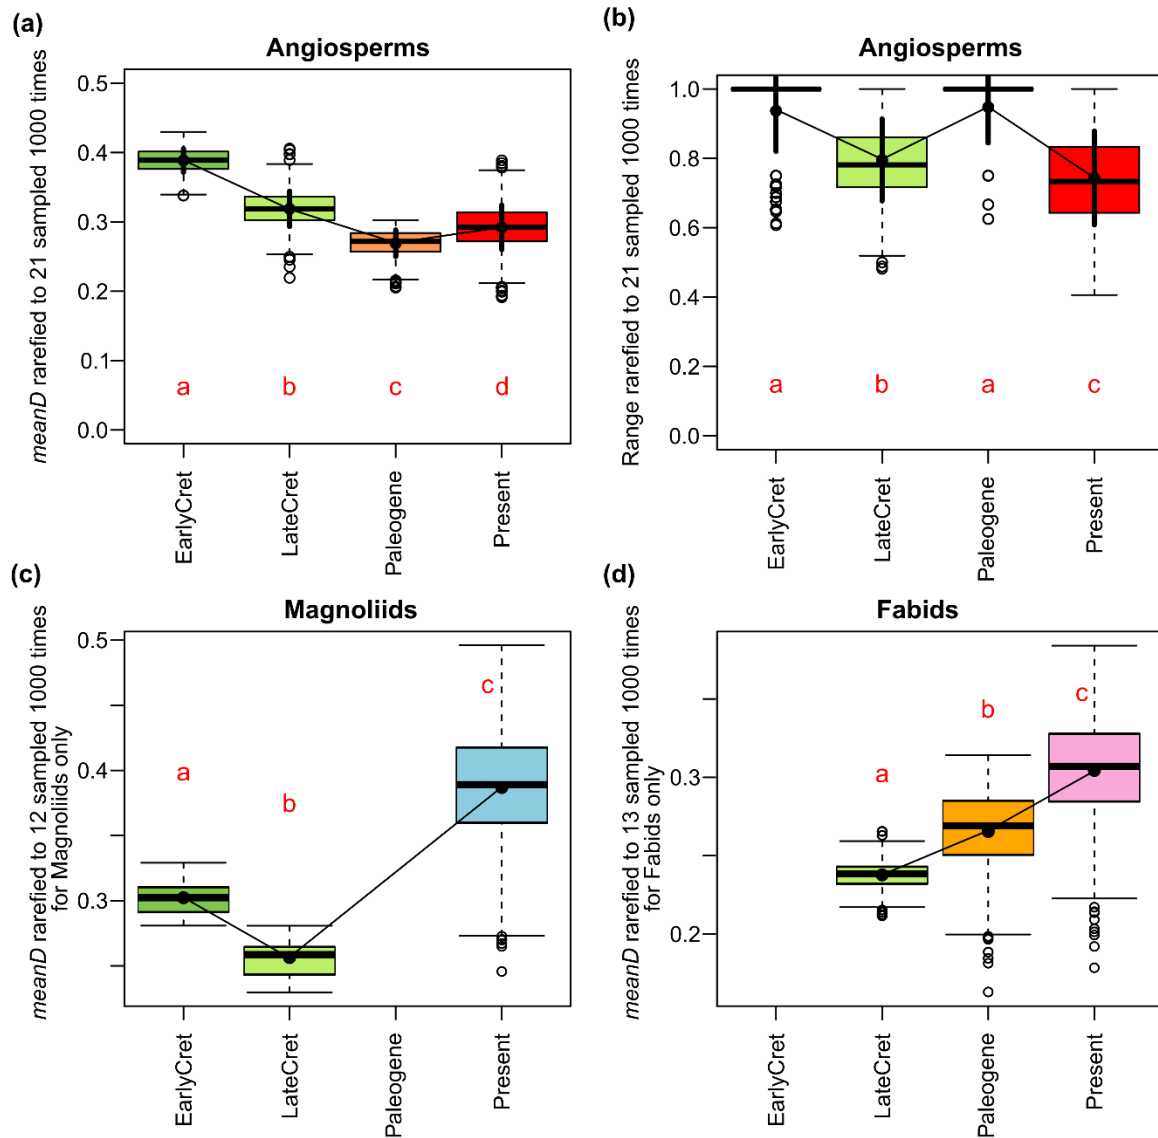 (a)
Angiosperms
meanD rarefied to 21 sampled 1000 times
0.5
0.4
0.3
0.2
0.1
0.0
a
b
c
d
EarlyCret
LateCret
Paleogene
Present
(b)
Angiosperms
Range rarefied to 21 sampled 1000 times
1.0
0.8
0.6
0.4
0.2
0.0
a
b
a
c
EarlyCret
LateCret
Paleogene
Present
(c)
Magnoliids
meanD rarefied to 12 sampled 1000 times
for Magnoliids only
0.5
0.4
0.3
a
b
c
EarlyCret
LateCret
Paleogene
Present
(d)
Fabids
meanD rarefied to 13 sampled 1000 times
for Fabids only
0.3
0.2
a
b
c
EarlyCret
LateCret
Paleogene
Present